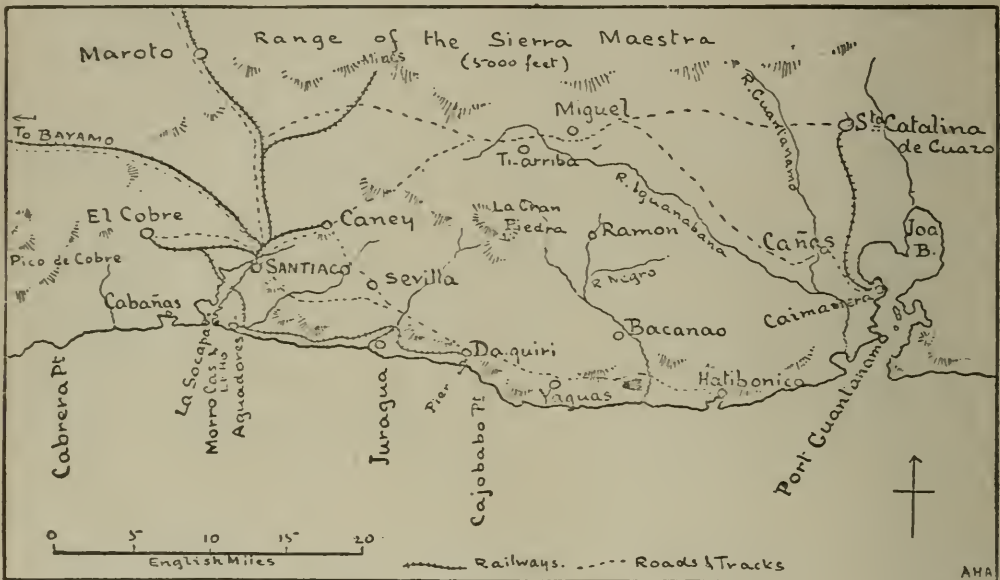 Maroto
Range of the Sierra Maestra
(5000 feet)
Mines
R. Guantanamo
To BAYAMO
Miguel
Sta Catalina
de Guazo
Ti-arriba
El Cobre
Caney
La Gran
Piedra
R. Iguanabana
Ramon
Cañas
Joa
B.
Pico de Cobre
SANTIAGO
Sevilla
R. Negro
Cabañas
Caimanera
Bacanao
Daiquiri
Yaguas
Hatibonica
Cabrera Pt
La Socapa
Morro Castle
Aguadores
Juragua
Pier
Cajobabo Pt
Port Guantanamo
0 5 10 15 20
English Miles
Railways. Roads & Tracks
AHA